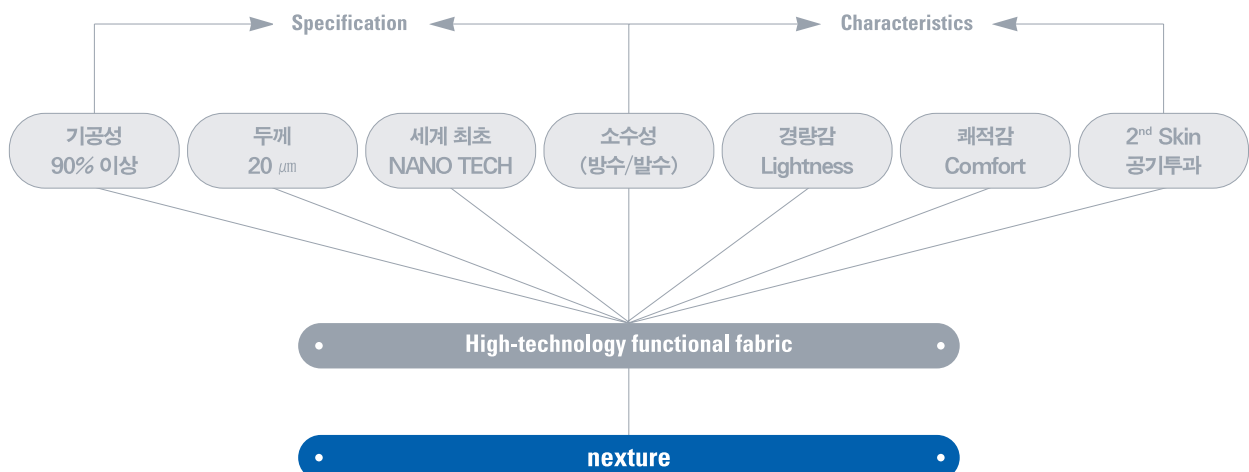 Specification
Characteristics
기공성
90% 이상
두께
20 ㎛
세계 최초
NANO TECH
소수성
(방수/발수)
경량감
Lightness
쾌적감
Comfort
2nd Skin
공기투과
High-technology functional fabric
nexture